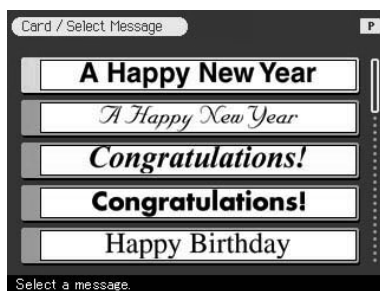 Card / Select Message
P
A Happy New Year
A Happy New Year
Congratulations!
Congratulations!
Happy Birthday
Select a message.